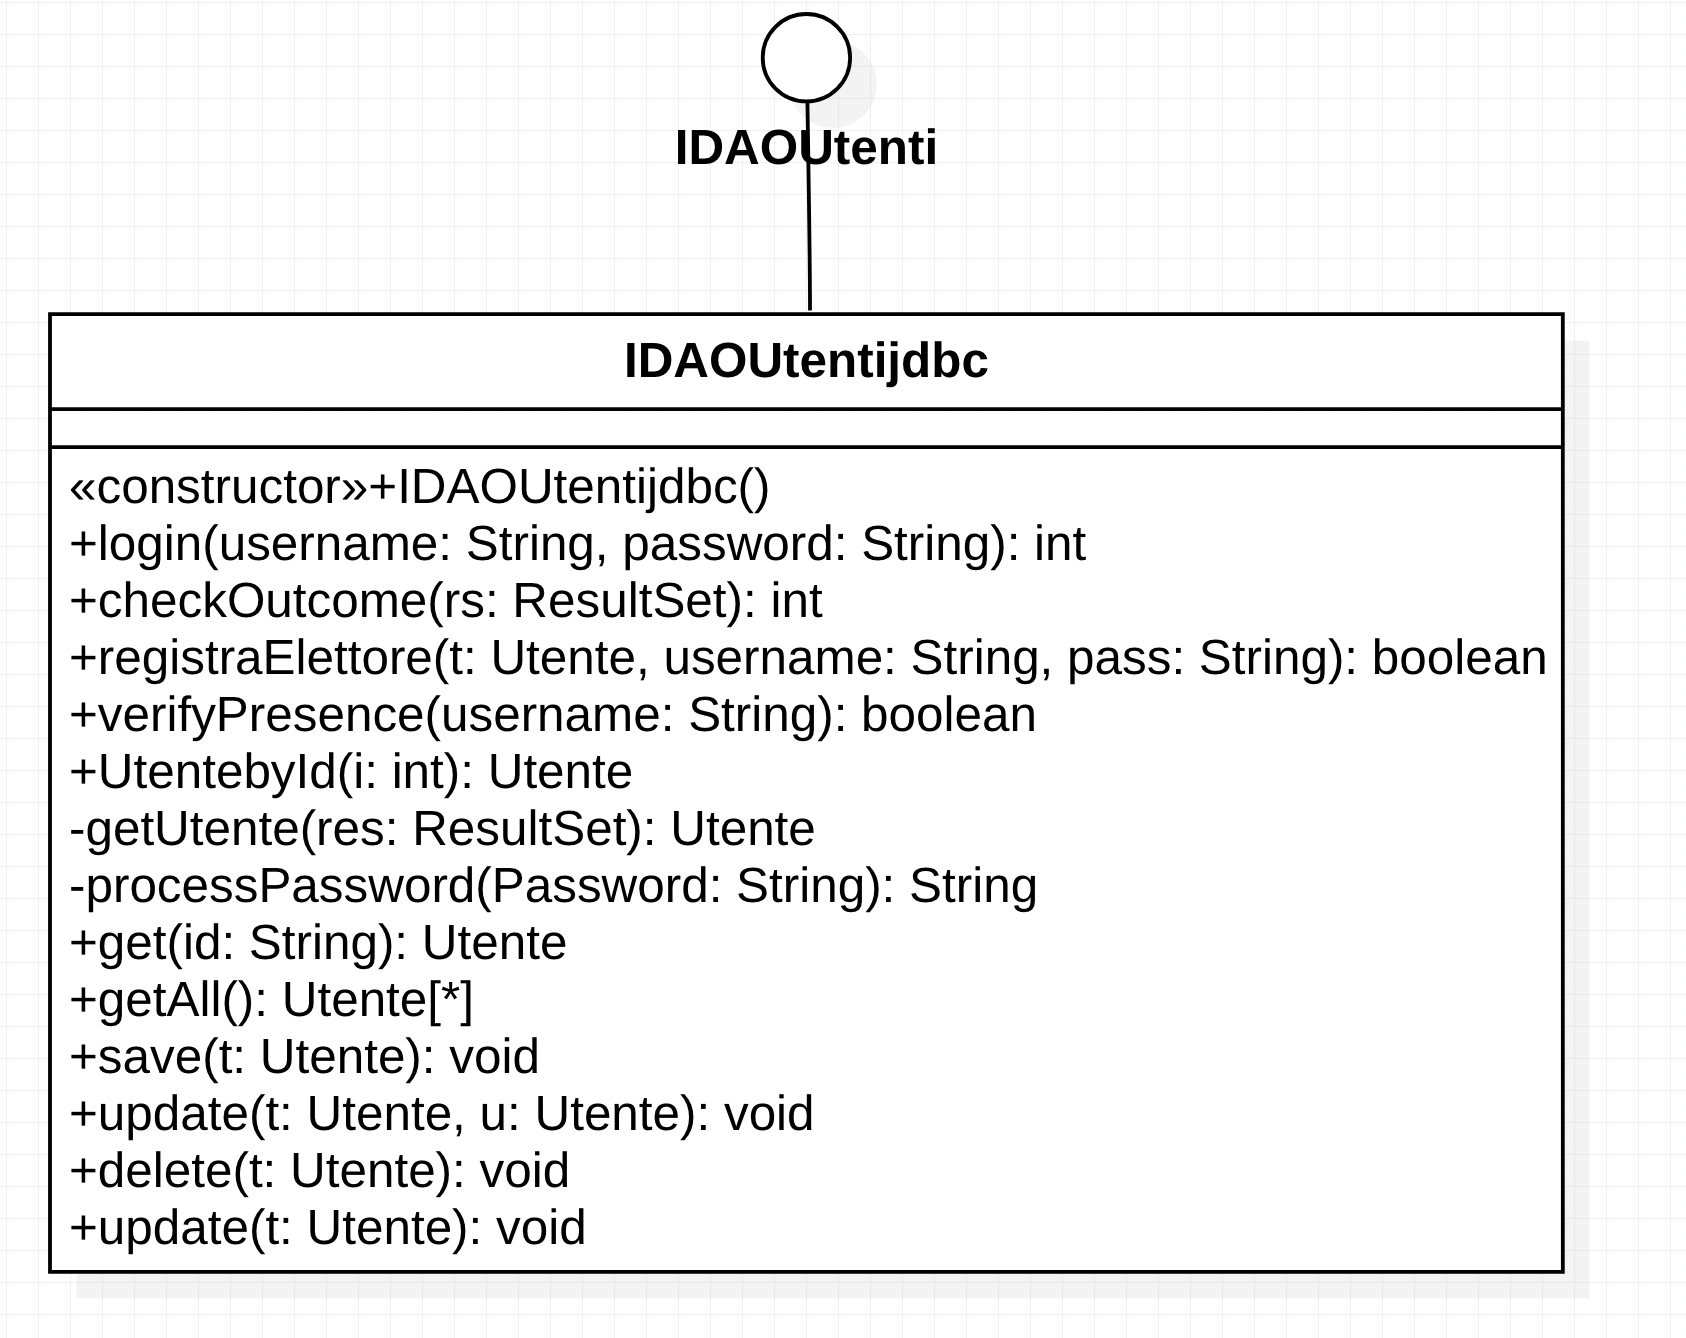 IDAOUtenti
IDAOUtentijdbc
«constructor»+IDAOUtentijdbc()
+login(username: String, password: String): int
+checkOutcome(rs: ResultSet): int
+registraElettore(t: Utente, username: String, pass: String): boolean
+verifyPresence(username: String): boolean
+UtentebyId(i: int): Utente
-getUtente(res: ResultSet): Utente
-processPassword(Password: String): String
+get(id: String): Utente
+getAll(): Utente[*]
+save(t: Utente): void
+update(t: Utente, u: Utente): void
+delete(t: Utente): void
+update(t: Utente): void